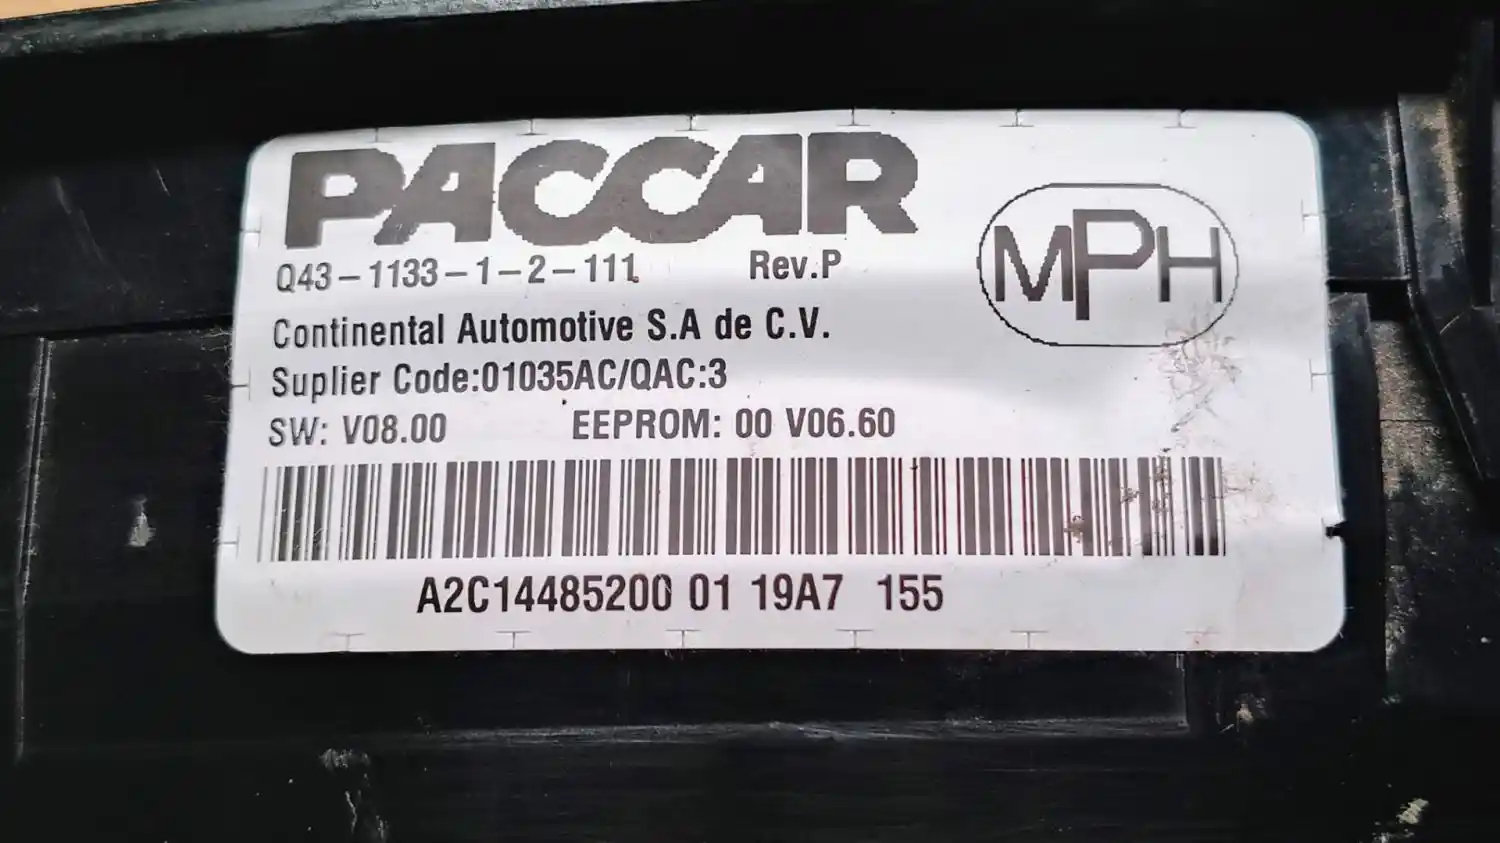 PACCAR
Q43-1133-1-2-111 Rev.P
MPH
Continental Automotive S.A de C.V.
Suplier Code:01035AC/QAC:3
SW: V08.00 EEPROM: 00 V06.60
A2C14485200 01 19A7 155